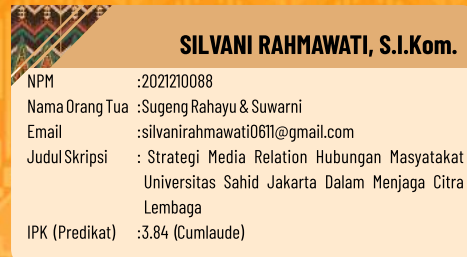 SILVANI RAHMAWATI, S.I.Kom.
NPM :2021210088
Nama Orang Tua :Sugeng Rahayu & Suwarni
Email :silvanirahmawati0611@gmail.com
Judul Skripsi : Strategi Media Relation Hubungan Masyatakat
Universitas Sahid Jakarta Dalam Menjaga Citra
Lembaga
IPK (Predikat) :3.84 (Cumlaude)